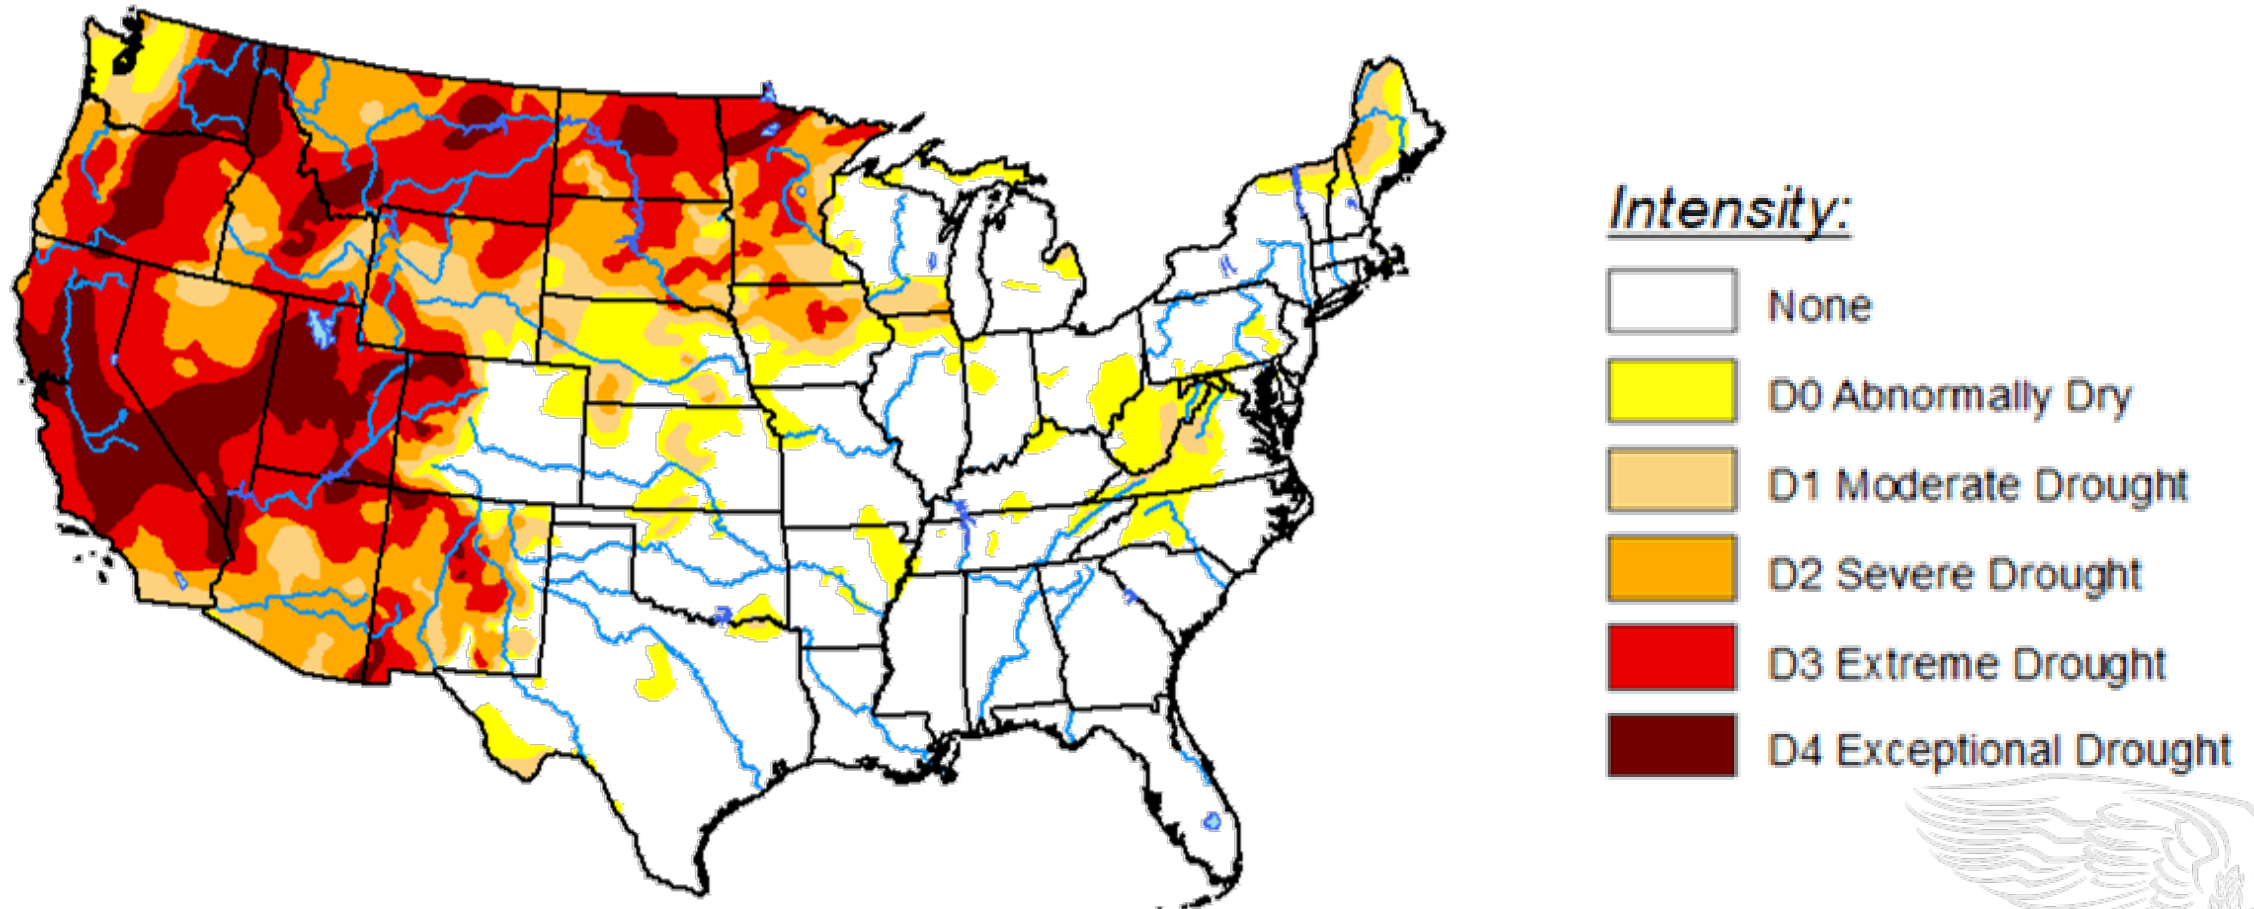 Intensity:
None
D0 Abnormally Dry
D1 Moderate Drought
D2 Severe Drought
D3 Extreme Drought
D4 Exceptional Drought